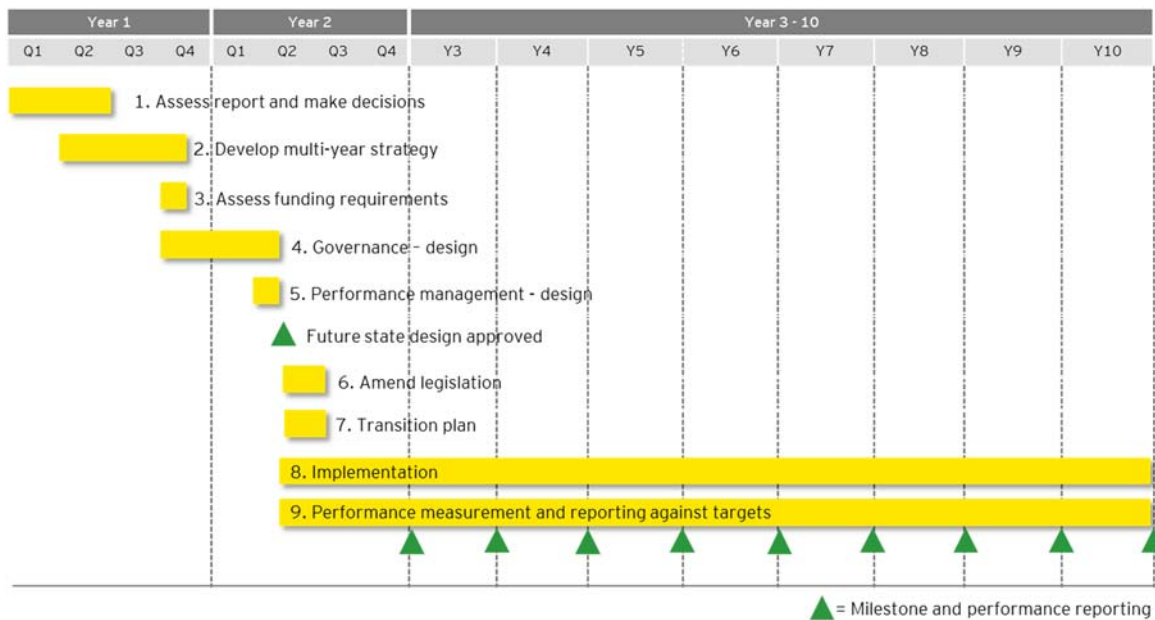 Year 1 Year 2 Year 3 - 10
Q1 Q2 Q3 Q4 Q1 Q2 Q3 Q4 Y3 Y4 Y5 Y6 Y7 Y8 Y9 Y10
1. Assess report and make decisions
2. Develop multi-year strategy
3. Assess funding requirements
4. Governance – design
5. Performance management - design
Future state design approved
6. Amend legislation
7. Transition plan
8. Implementation
9. Performance measurement and reporting against targets
= Milestone and performance reporting